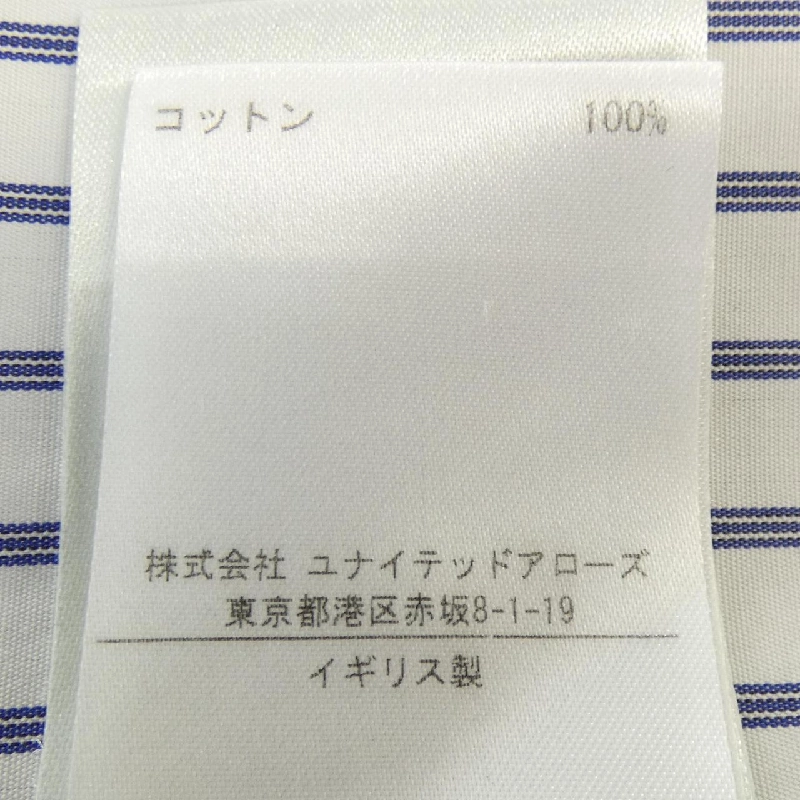 コットン 100%
株式会社 ユナイテッドアローズ
東京都港区赤坂8-1-19
イギリス製